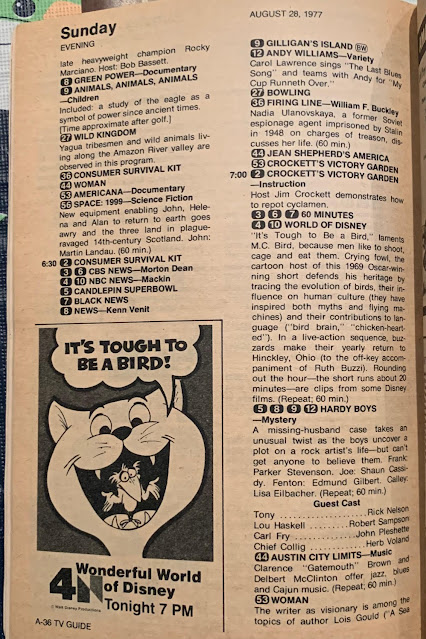 Sunday
AUGUST 28, 1977
EVENING
late heavyweight champion Rocky
Marciano. Host: Bob Bassett.
8 GREEN POWER—Documentary
9 ANIMALS, ANIMALS, ANIMALS
—Children
Included: a study of the eagle as a
symbol of power since ancient times.
[Time approximate after golf.]
27 WILD KINGDOM
Yagua tribesmen and wild animals liv-
ing along the Amazon River valley are
observed in this program.
36 CONSUMER SURVIVAL KIT
44 WOMAN
53 AMERICANA—Documentary
56 SPACE: 1999—Science Fiction
New equipment enabling John, Hele-
na and Alan to return to earth goes
awry and the three land in plague-
ravaged 14th-century Scotland. John:
Martin Landau. (60 min.)
6:30 2 CONSUMER SURVIVAL KIT
3 6 CBS NEWS—Morton Dean
4 10 NBC NEWS—Mackin
5 CANDLEPIN SUPERBOWL
7 BLACK NEWS
8 NEWS—Kenn Venit
IT'S TOUGH TO
BE A BIRD!
© Walt Disney Productions
4N Wonderful World
of Disney
Tonight 7 PM
A-36 TV GUIDE
9 GILLIGAN'S ISLAND BW
12 ANDY WILLIAMS—Variety
Carol Lawrence sings "The Last Blues
Song" and teams with Andy for "My
Cup Runneth Over."
27 BOWLING
36 FIRING LINE—William F. Buckley
Nadia Ulanovskaya, a former Soviet
espionage agent imprisoned by Stalin
in 1948 on charges of treason, dis-
cusses her life. (60 min.)
44 JEAN SHEPHERD'S AMERICA
53 CROCKETT'S VICTORY GARDEN
7:00 2 CROCKETT'S VICTORY GARDEN
—Instruction
Host Jim Crockett demonstrates how
to repot cyclamen.
3 6 7 60 MINUTES
4 10 WORLD OF DISNEY
"It's Tough to Be a Bird," laments
M.C. Bird, because men like to shoot,
cage and eat them. Crying fowl, the
cartoon host of this 1969 Oscar-win-
ning short defends his heritage by
tracing the evolution of birds, their in-
fluence on human culture (they have
inspired both myths and flying ma-
chines) and their contributions to lan-
guage ("bird brain," "chicken-heart-
ed"). In a live-action sequence, buz-
zards make their yearly return to
Hinckley, Ohio (to the off-key accom-
paniment of Ruth Buzzi). Rounding
out the hour—the short runs about 20
minutes—are clips from some Disney
films. (Repeat; 60 min.)
5 8 9 12 HARDY BOYS
—Mystery
A missing-husband case takes an
unusual twist as the boys uncover a
plot on a rock artist's life—but can't
get anyone to believe them. Frank:
Parker Stevenson. Joe: Shaun Cassi-
dy. Fenton: Edmund Gilbert. Calley:
Lisa Eilbacher. (Repeat; 60 min.)
Guest Cast
Tony ..................Rick Nelson
Lou Haskell .........Robert Sampson
Carl Fry ............John Pleshette
Chief Collig ..........Herb Voland
44 AUSTIN CITY LIMITS—Music
Clarence "Gatemouth" Brown and
Delbert McClinton offer jazz, blues
and Cajun music. (Repeat; 60 min.)
53 WOMAN
The writer as visionary is among the
topics of author Lois Gould ("A Sea